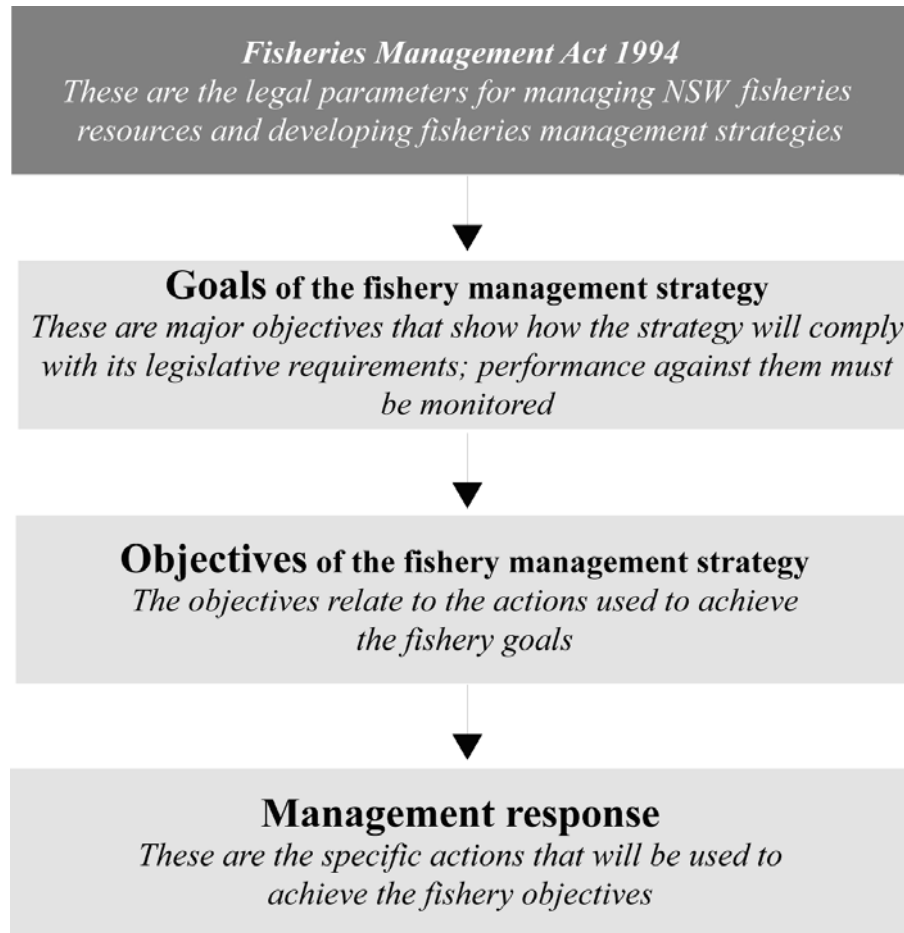 Fisheries Management Act 1994
These are the legal parameters for managing NSW fisheries
resources and developing fisheries management strategies
Goals of the fishery management strategy
These are major objectives that show how the strategy will comply
with its legislative requirements; performance against them must
be monitored
Objectives of the fishery management strategy
The objectives relate to the actions used to achieve
the fishery goals
Management response
These are the specific actions that will be used to
achieve the fishery objectives